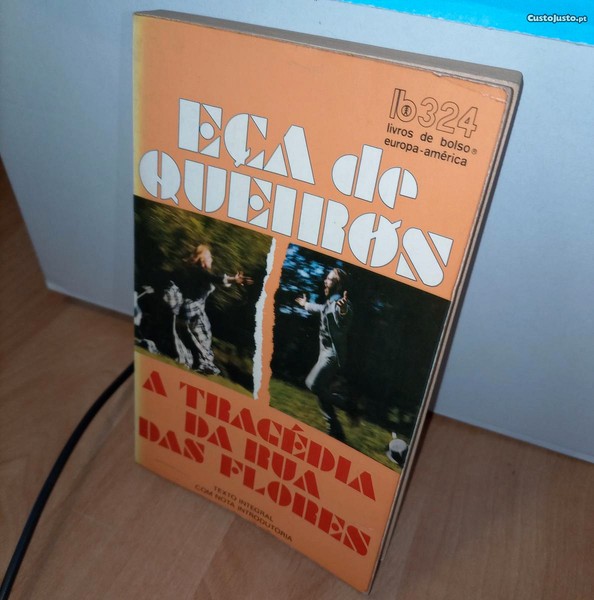 CustoJusto.pt
lb 324
livros de bolso®
europa-américa
EÇA de
QUEIRÓS
A TRAGÉDIA
DA RUA
DAS FLORES
TEXTO INTEGRAL
COM NOTA INTRODUTÓRIA